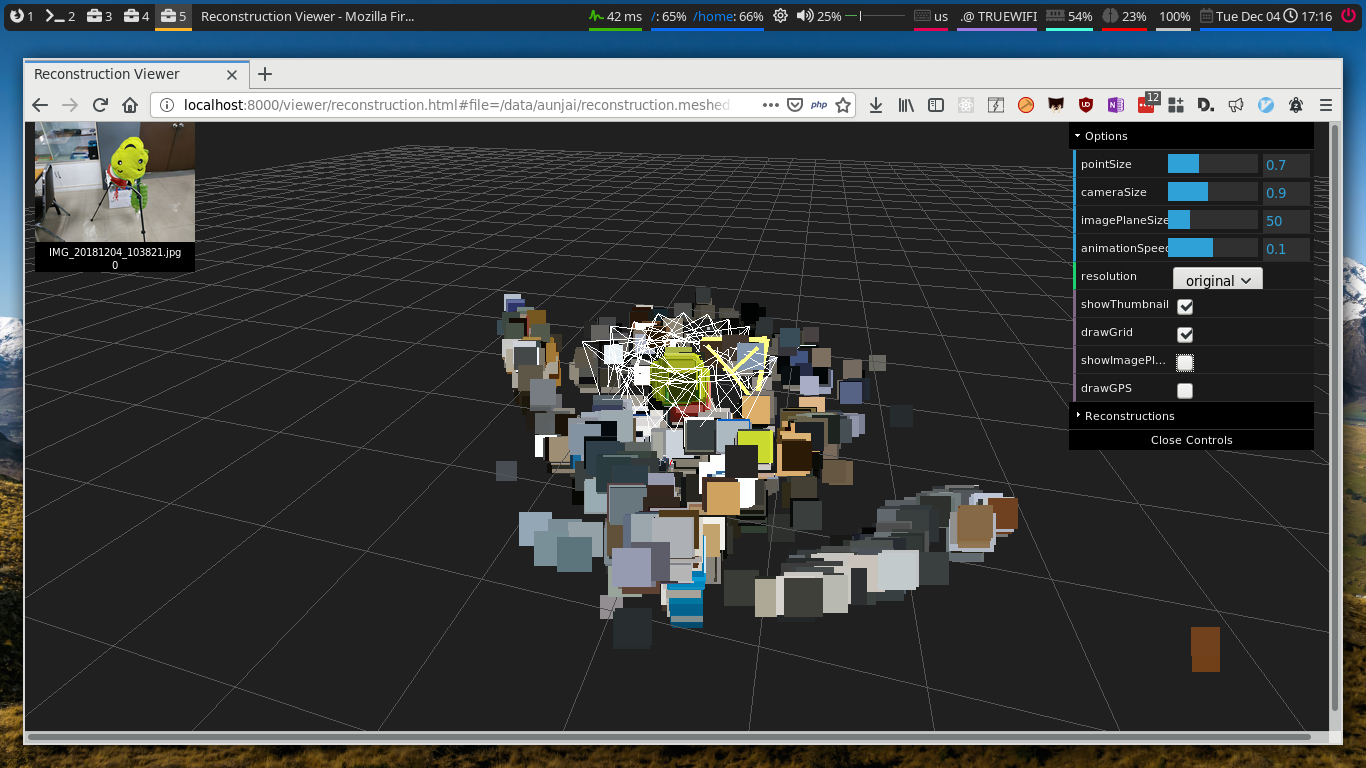 1 2 3 4 5 Reconstruction Viewer - Mozilla Fir... 42 ms /: 65% /home: 66% 25% us .@ TRUEWIFI 54% 23% 100% Tue Dec 04 17:16
Reconstruction Viewer
localhost:8000/viewer/reconstruction.html#file=/data/aunjai/reconstruction.meshed php 12 D.
Options
pointSize 0.7
cameraSize 0.9
imagePlaneSize 50
animationSpeed 0.1
resolution original
showThumbnail
drawGrid
showImagePl...
drawGPS
Reconstructions
Close Controls
IMG_20181204_103821.jpg
0